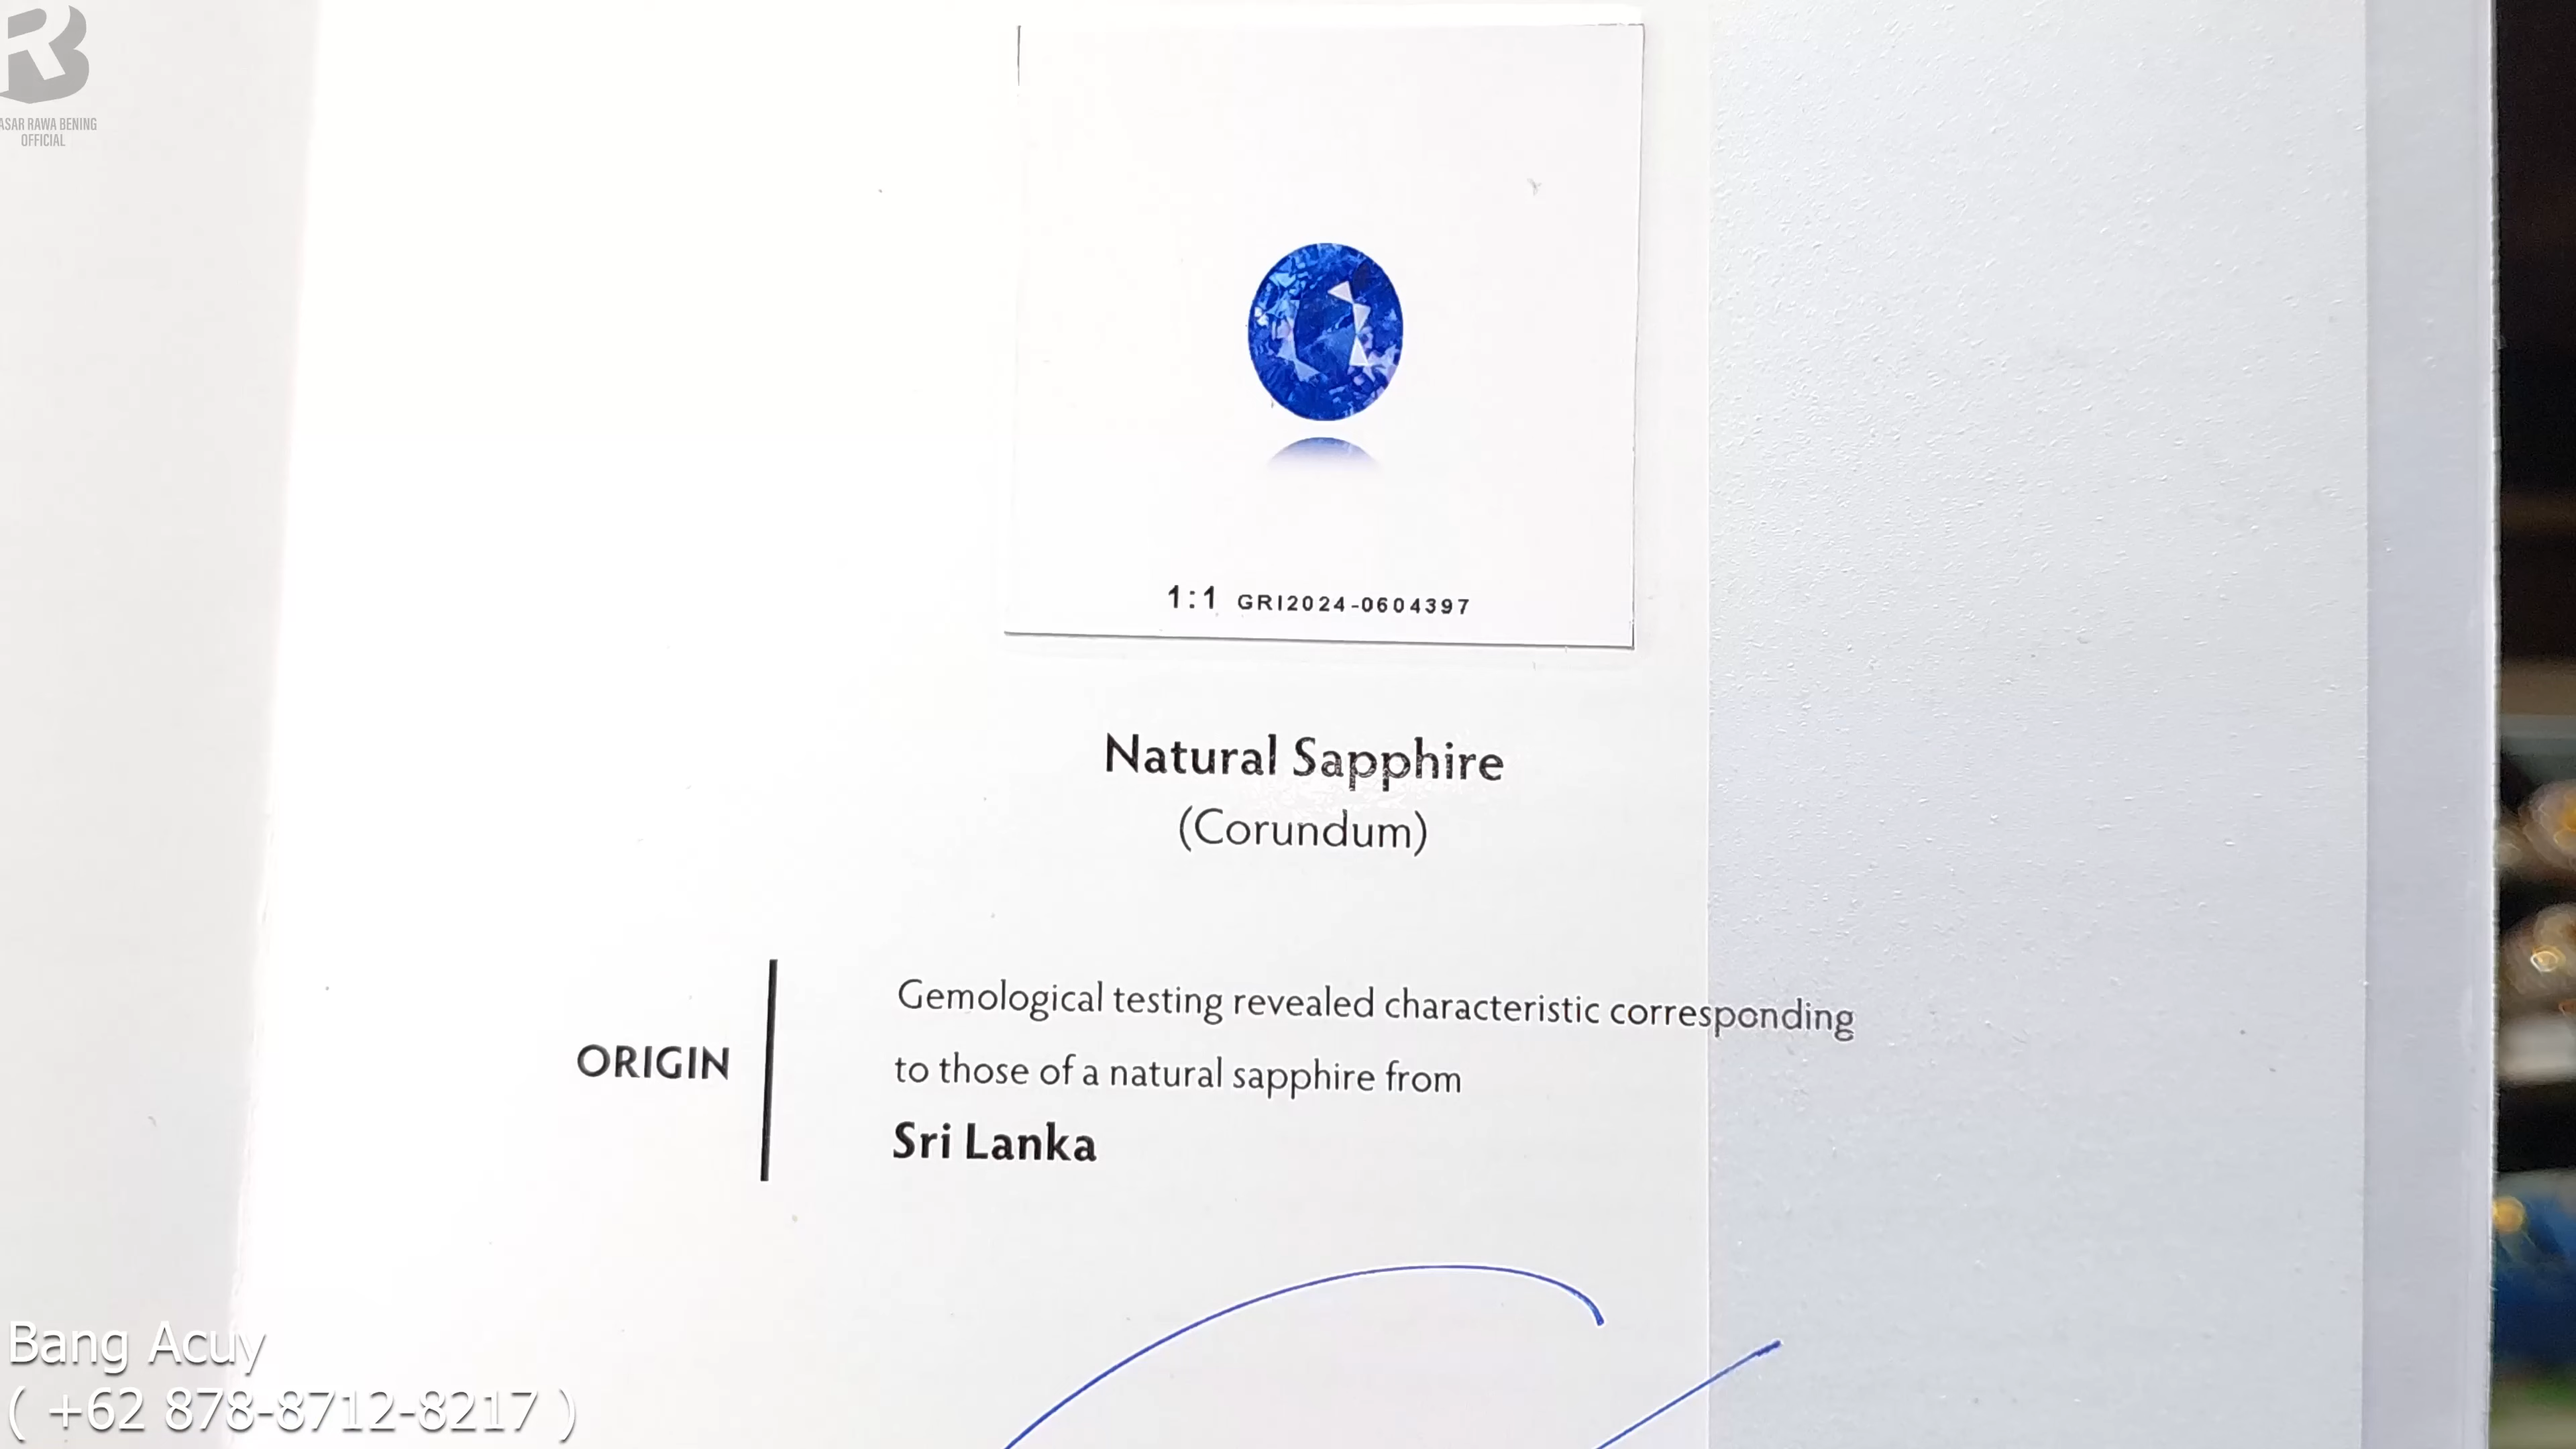 ASAR RAWA BENING
OFFICIAL
1:1 GRI2024-0604397
Natural Sapphire
(Corundum)
ORIGIN
Gemological testing revealed characteristic corresponding
to those of a natural sapphire from
Sri Lanka
Bang Acuy
( +62 878-8712-8217 )